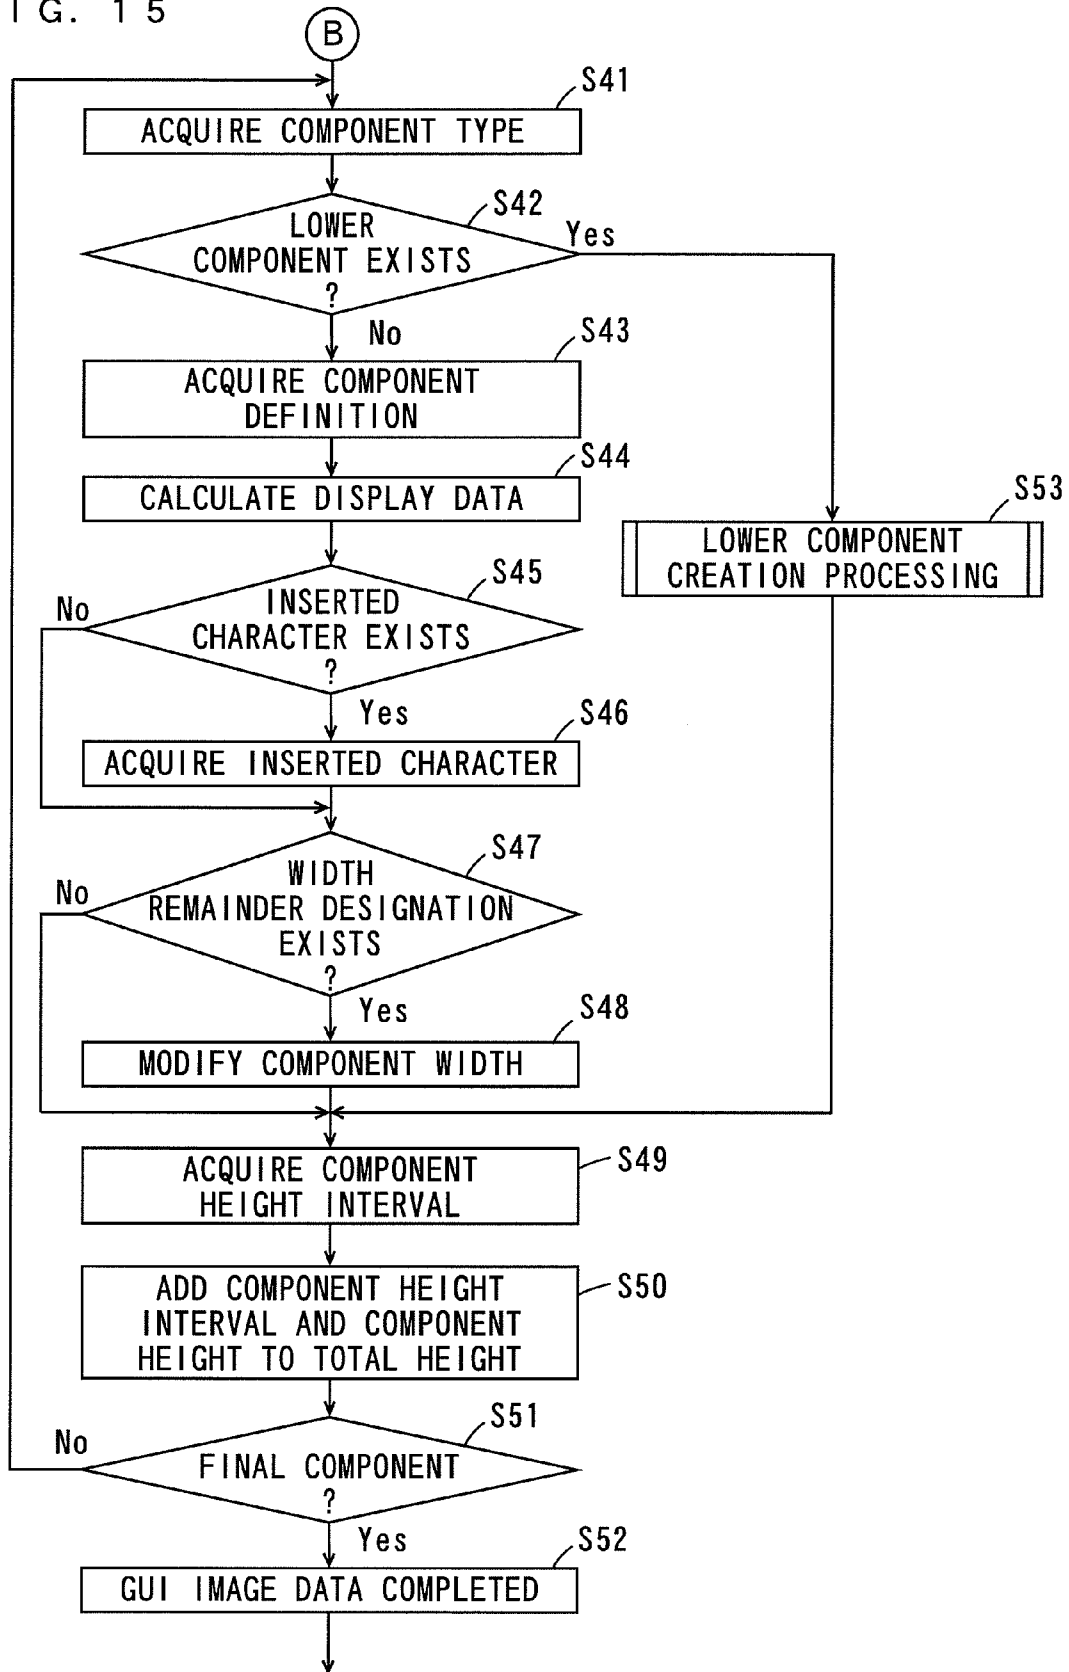 IG. 15
B
S41
ACQUIRE COMPONENT TYPE
S42
LOWER
COMPONENT EXISTS
?
Yes
No
S43
ACQUIRE COMPONENT
DEFINITION
S44
CALCULATE DISPLAY DATA
S53
LOWER COMPONENT
CREATION PROCESSING
S45
INSERTED
CHARACTER EXISTS
?
No
Yes
S46
ACQUIRE INSERTED CHARACTER
S47
WIDTH
REMAINDER DESIGNATION
EXISTS
?
No
Yes
S48
MODIFY COMPONENT WIDTH
S49
ACQUIRE COMPONENT
HEIGHT INTERVAL
S50
ADD COMPONENT HEIGHT
INTERVAL AND COMPONENT
HEIGHT TO TOTAL HEIGHT
S51
FINAL COMPONENT
?
No
Yes
S52
GUI IMAGE DATA COMPLETED